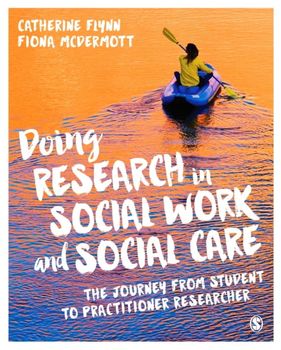 CATHERINE FLYNN
FIONA MCDERMOTT
Doing
RESEARCH in
SOCIAL WORK
and SOCIAL CARE
THE JOURNEY FROM STUDENT
TO PRACTITIONER RESEARCHER
S